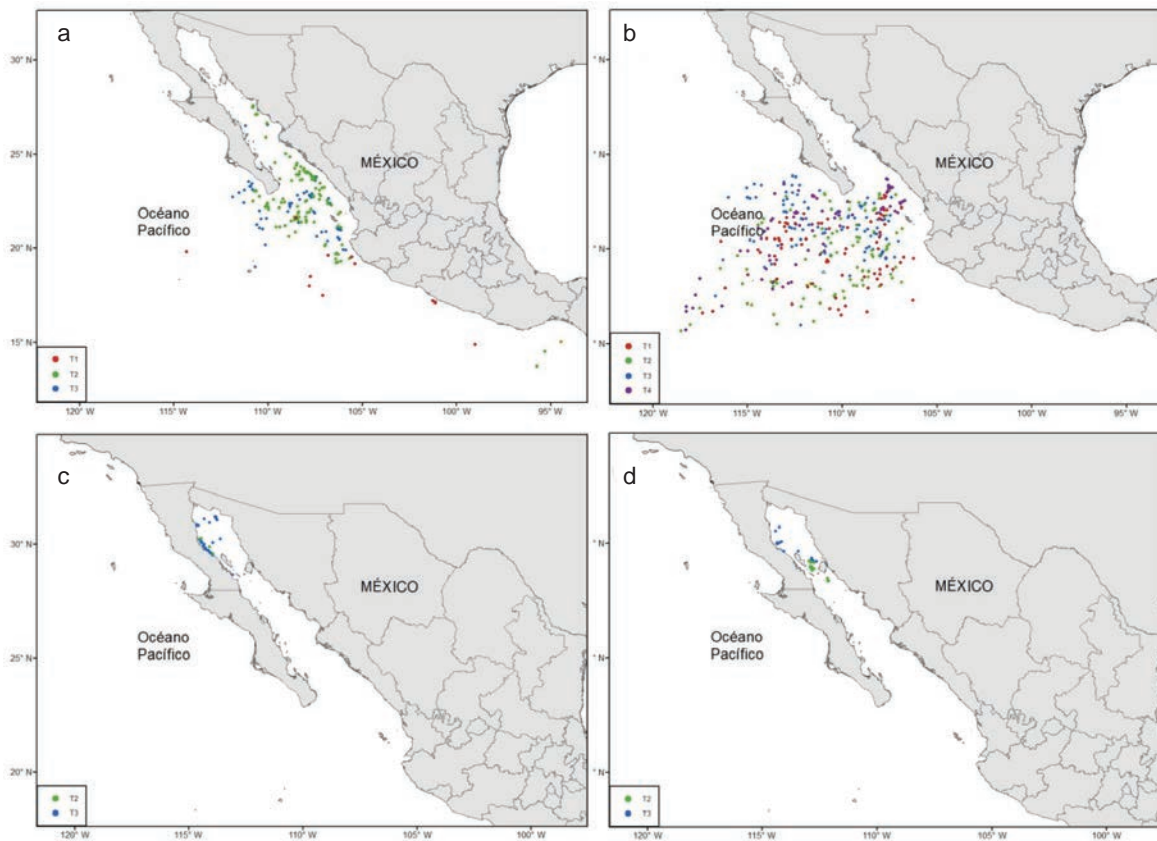 a
30° N
25° N
20° N
15° N
MÉXICO
Océano
Pacífico
T1
T2
T3
120° W
115° W
110° W
105° W
100° W
95° W
b
° N
° N
° N
° N
MÉXICO
Océano
Pacífico
T1
T2
T3
T4
120° W
115° W
110° W
105° W
100° W
95° W
c
30° N
25° N
20° N
MÉXICO
Océano
Pacífico
T2
T3
120° W
115° W
110° W
105° W
100° W
d
° N
° N
° N
MÉXICO
Océano
Pacífico
T2
T3
120° W
115° W
110° W
105° W
100° W